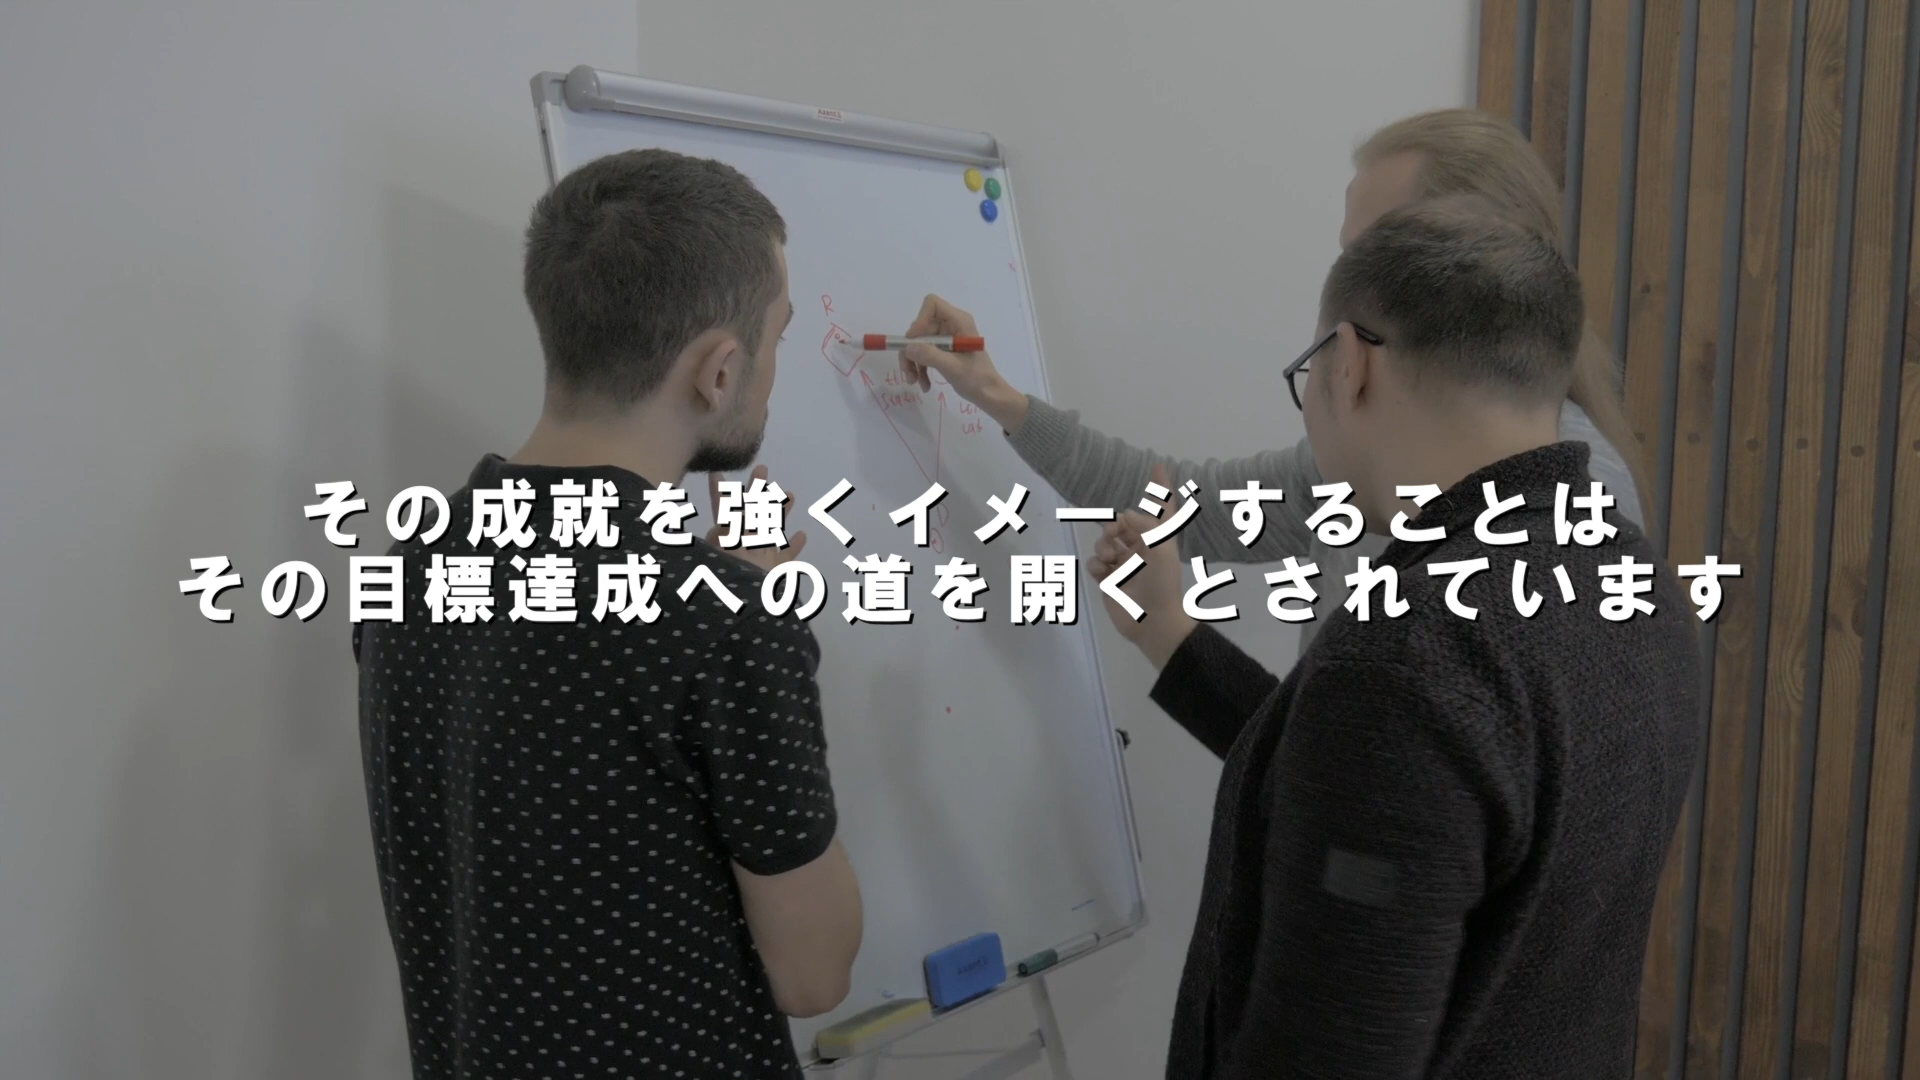 その成就を強くイメージすることは
その目標達成への道を開くとされています
Axent
R